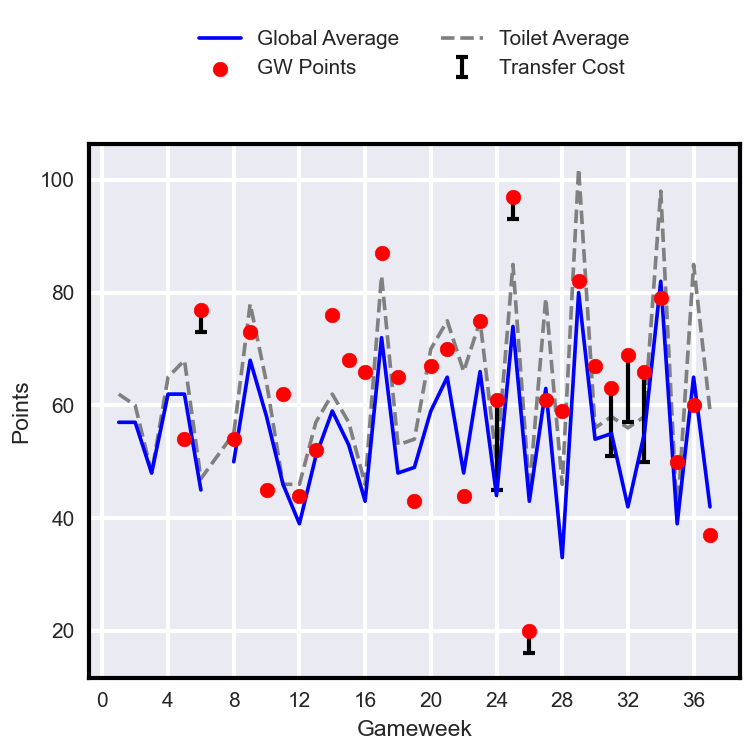 Global Average
Toilet Average
GW Points
Transfer Cost
100
80
60
40
20
Points
0 4 8 12 16 20 24 28 32 36
Gameweek